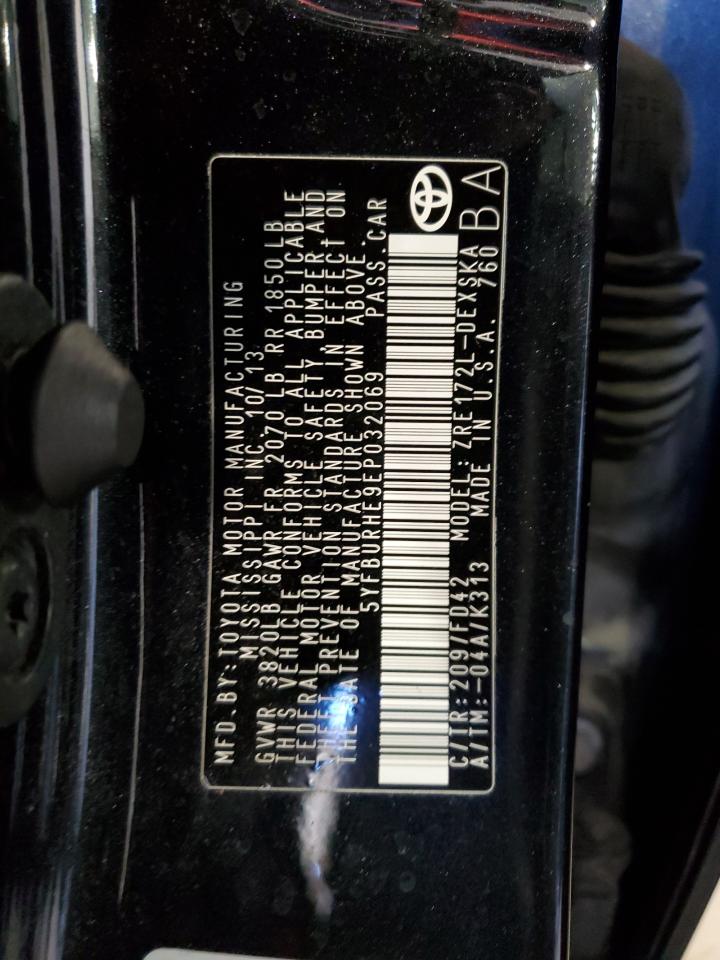 MFD.BY:TOYOTA MOTOR MANUFACTURING
MISSISSIPPI INC. 10/13
GVWR 3820LB GAWR FR 2070 LB RR 1850 LB
THIS VEHICLE CONFORMS TO ALL APPLICABLE
FEDERAL MOTOR VEHICLE SAFETY, BUMPER AND
THEFT PREVENTION STANDARDS IN EFFECT ON
THE DATE OF MANUFACTURE SHOWN ABOVE.
5YFBURHE9EP032069 PASS.CAR
C/TR:209/FD42 MODEL: ZRE172L-DEXSKA
A/TM:-04A/K313 MADE IN U.S.A. 760
BA